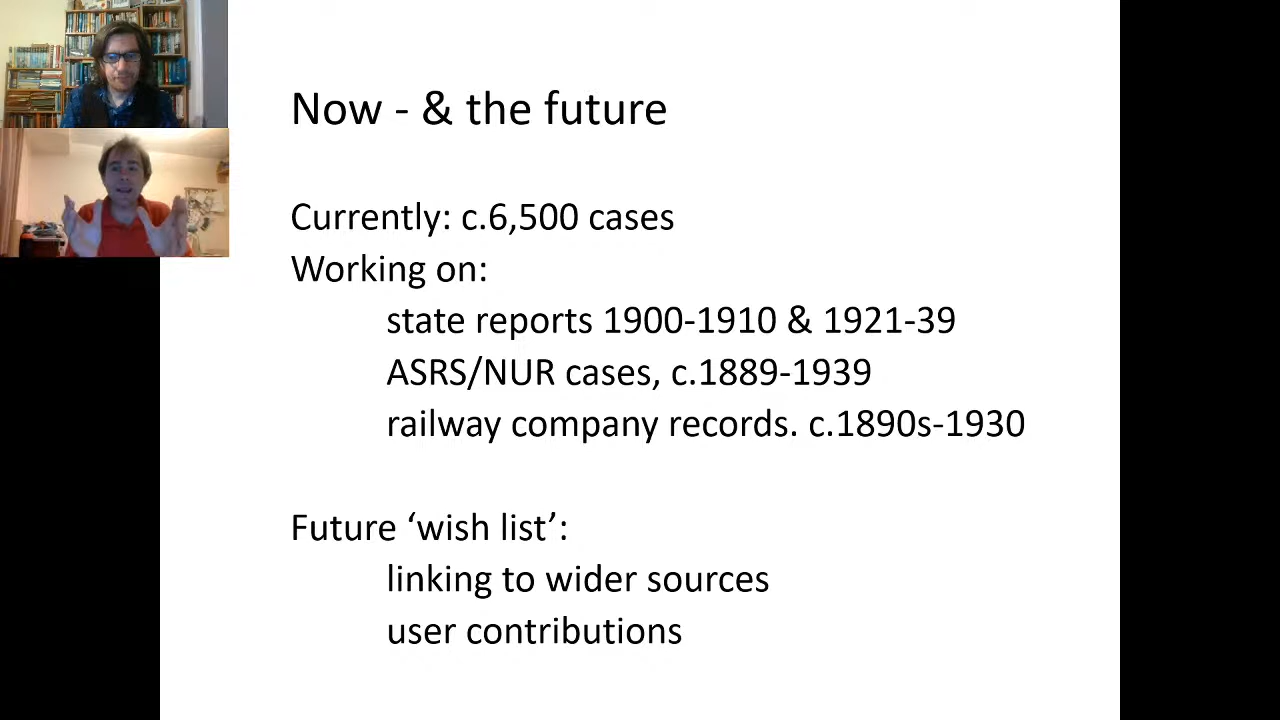 Now - & the future
Currently: c.6,500 cases
Working on:
state reports 1900-1910 & 1921-39
ASRS/NUR cases, c.1889-1939
railway company records. c.1890s-1930
Future ‘wish list’:
linking to wider sources
user contributions